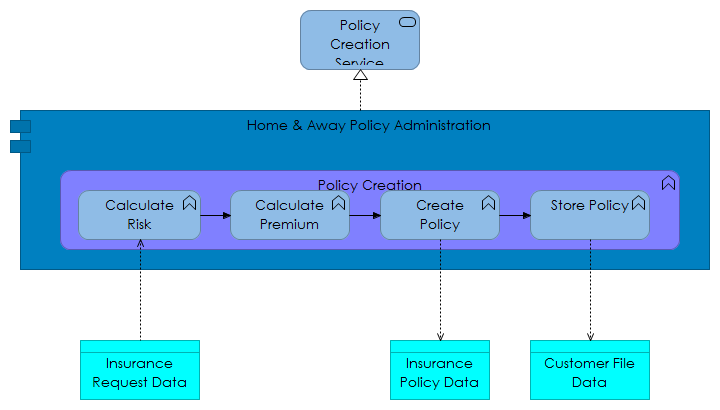 Policy
Creation
Service
Home & Away Policy Administration
Policy Creation
Calculate
Risk
Calculate
Premium
Create
Policy
Store Policy
Insurance
Request Data
Insurance
Policy Data
Customer File
Data